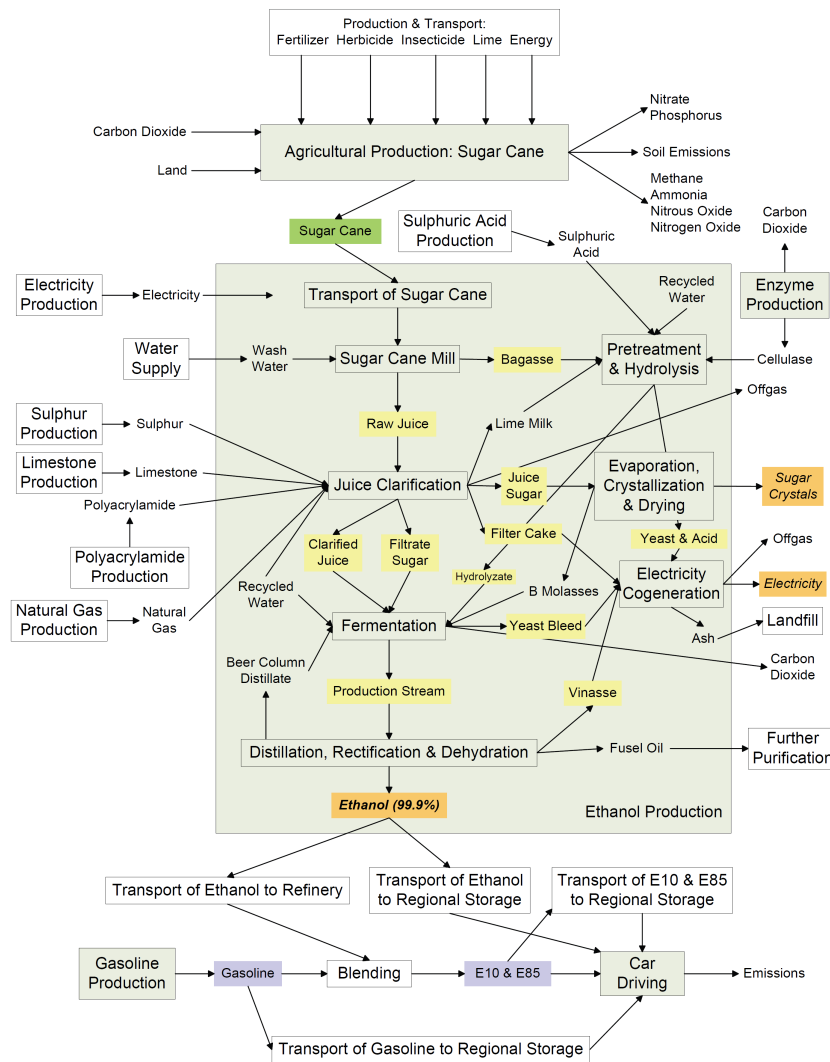 Production & Transport:
Fertilizer Herbicide Insecticide Lime Energy
Carbon Dioxide
Land
Agricultural Production: Sugar Cane
Nitrate
Phosphorus
Soil Emissions
Methane
Ammonia
Nitrous Oxide
Nitrogen Oxide
Sugar Cane
Sulphuric Acid
Production
Sulphuric
Acid
Carbon
Dioxide
Electricity
Production
Electricity
Transport of Sugar Cane
Recycled
Water
Enzyme
Production
Water
Supply
Wash
Water
Sugar Cane Mill
Bagasse
Pretreatment
& Hydrolysis
Cellulase
Offgas
Sulphur
Production
Sulphur
Raw Juice
Lime Milk
Limestone
Production
Limestone
Juice Clarification
Juice
Sugar
Evaporation,
Crystallization
& Drying
Sugar
Crystals
Polyacrylamide
Polyacrylamide
Production
Clarified
Juice
Filtrate
Sugar
Filter Cake
Yeast & Acid
Offgas
Hydrolyzate
Electricity
Cogeneration
Electricity
Recycled
Water
B Molasses
Natural Gas
Production
Natural
Gas
Fermentation
Yeast Bleed
Ash
Landfill
Beer Column
Distillate
Carbon
Dioxide
Production Stream
Vinasse
Distillation, Rectification & Dehydration
Fusel Oil
Further
Purification
Ethanol (99.9%)
Ethanol Production
Transport of Ethanol to Refinery
Transport of Ethanol
to Regional Storage
Transport of E10 & E85
to Regional Storage
Gasoline
Production
Gasoline
Blending
E10 & E85
Car
Driving
Emissions
Transport of Gasoline to Regional Storage